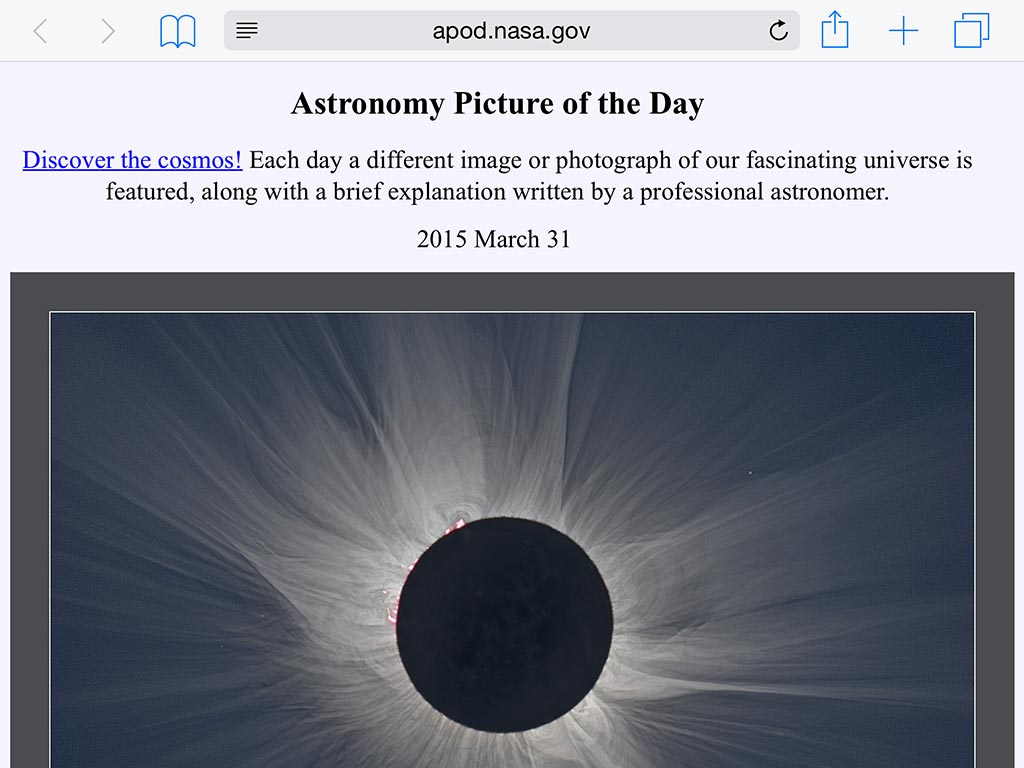 apod.nasa.gov
Astronomy Picture of the Day
Discover the cosmos! Each day a different image or photograph of our fascinating universe is
featured, along with a brief explanation written by a professional astronomer.
2015 March 31